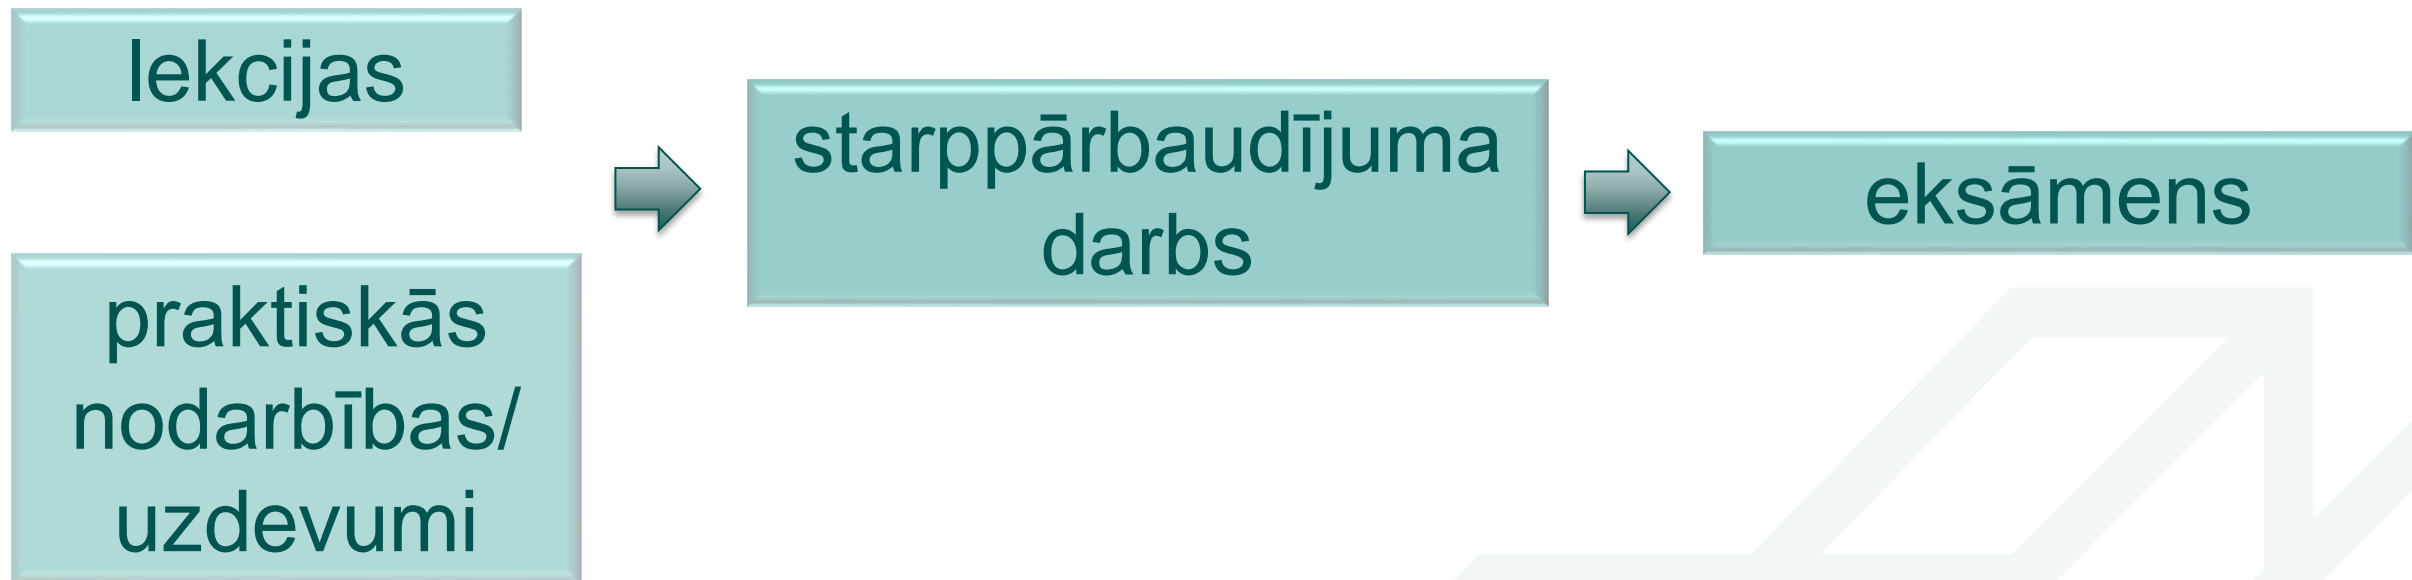 lekcijas
praktiskās
nodarbības/
uzdevumi
starppārbaudījuma
darbs
eksāmens